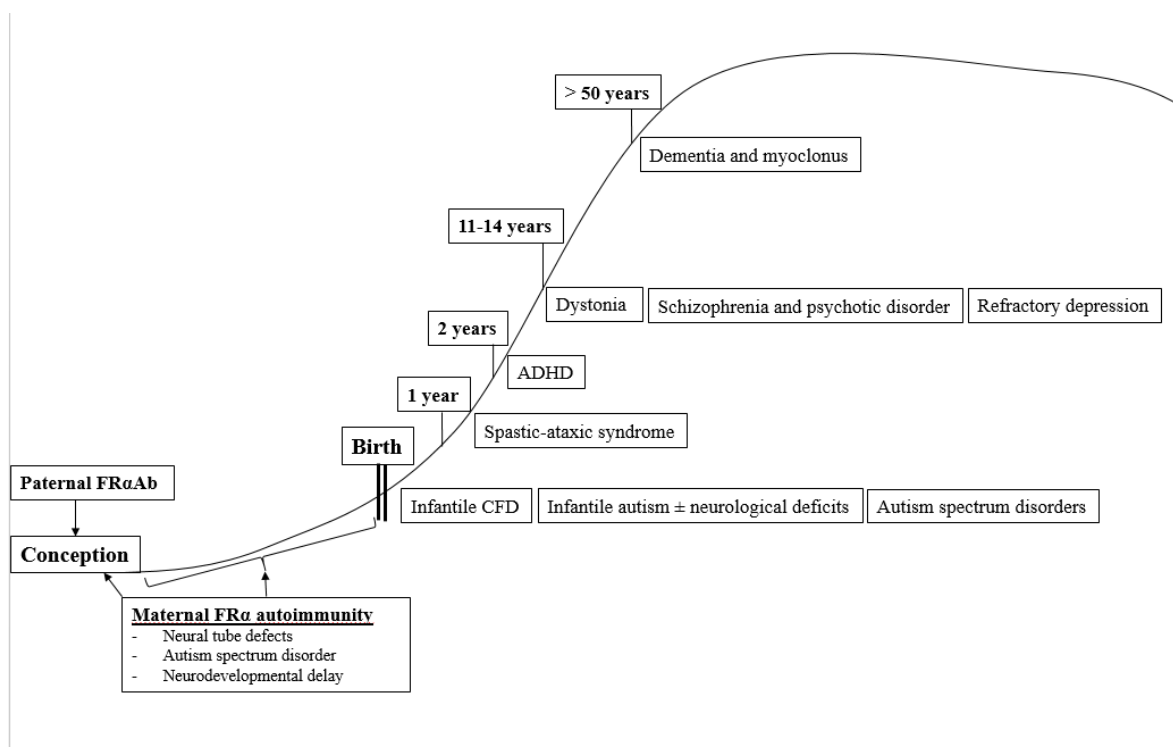 > 50 years
Dementia and myoclonus
11-14 years
Dystonia
Schizophrenia and psychotic disorder
Refractory depression
2 years
ADHD
1 year
Spastic-ataxic syndrome
Birth
Paternal FRαAb
Infantile CFD
Infantile autism ± neurological deficits
Autism spectrum disorders
Conception
Maternal FRα autoimmunity
- Neural tube defects
- Autism spectrum disorder
- Neurodevelopmental delay